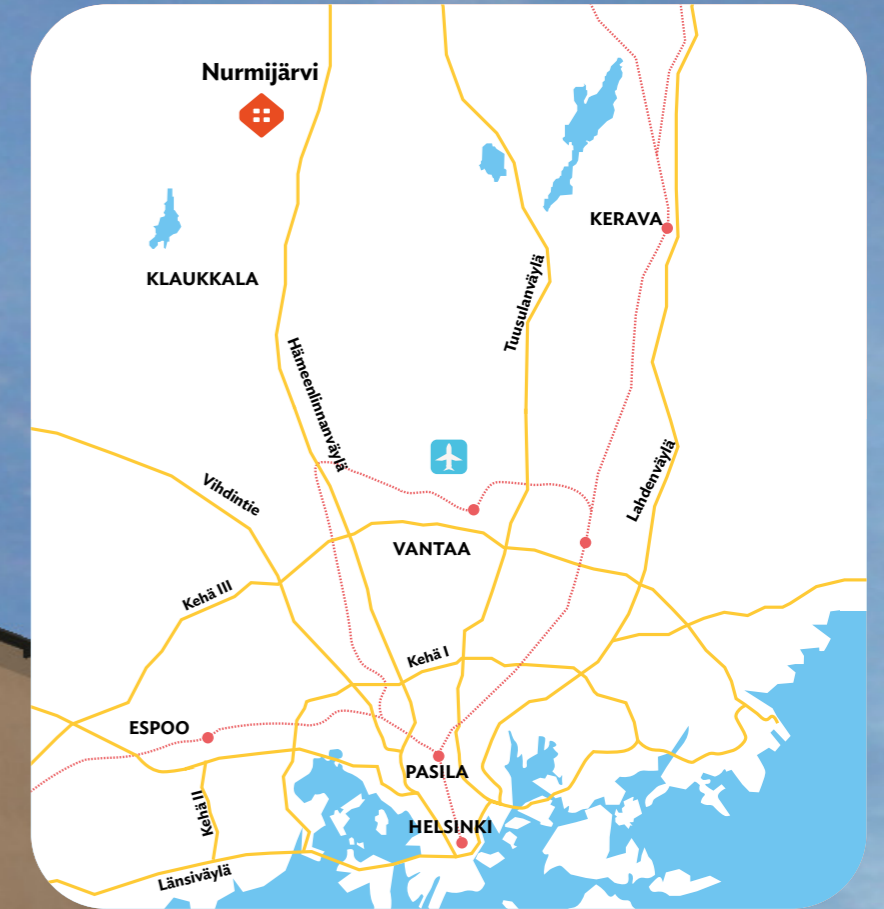 Nurmijärvi
KERAVA
KLAUKKALA
Tuusulanväylä
Hämeenlinnanväylä
Lahdenväylä
Vihdintie
VANTAA
Kehä III
Kehä I
ESPOO
PASILA
Kehä II
HELSINKI
Länsiväylä